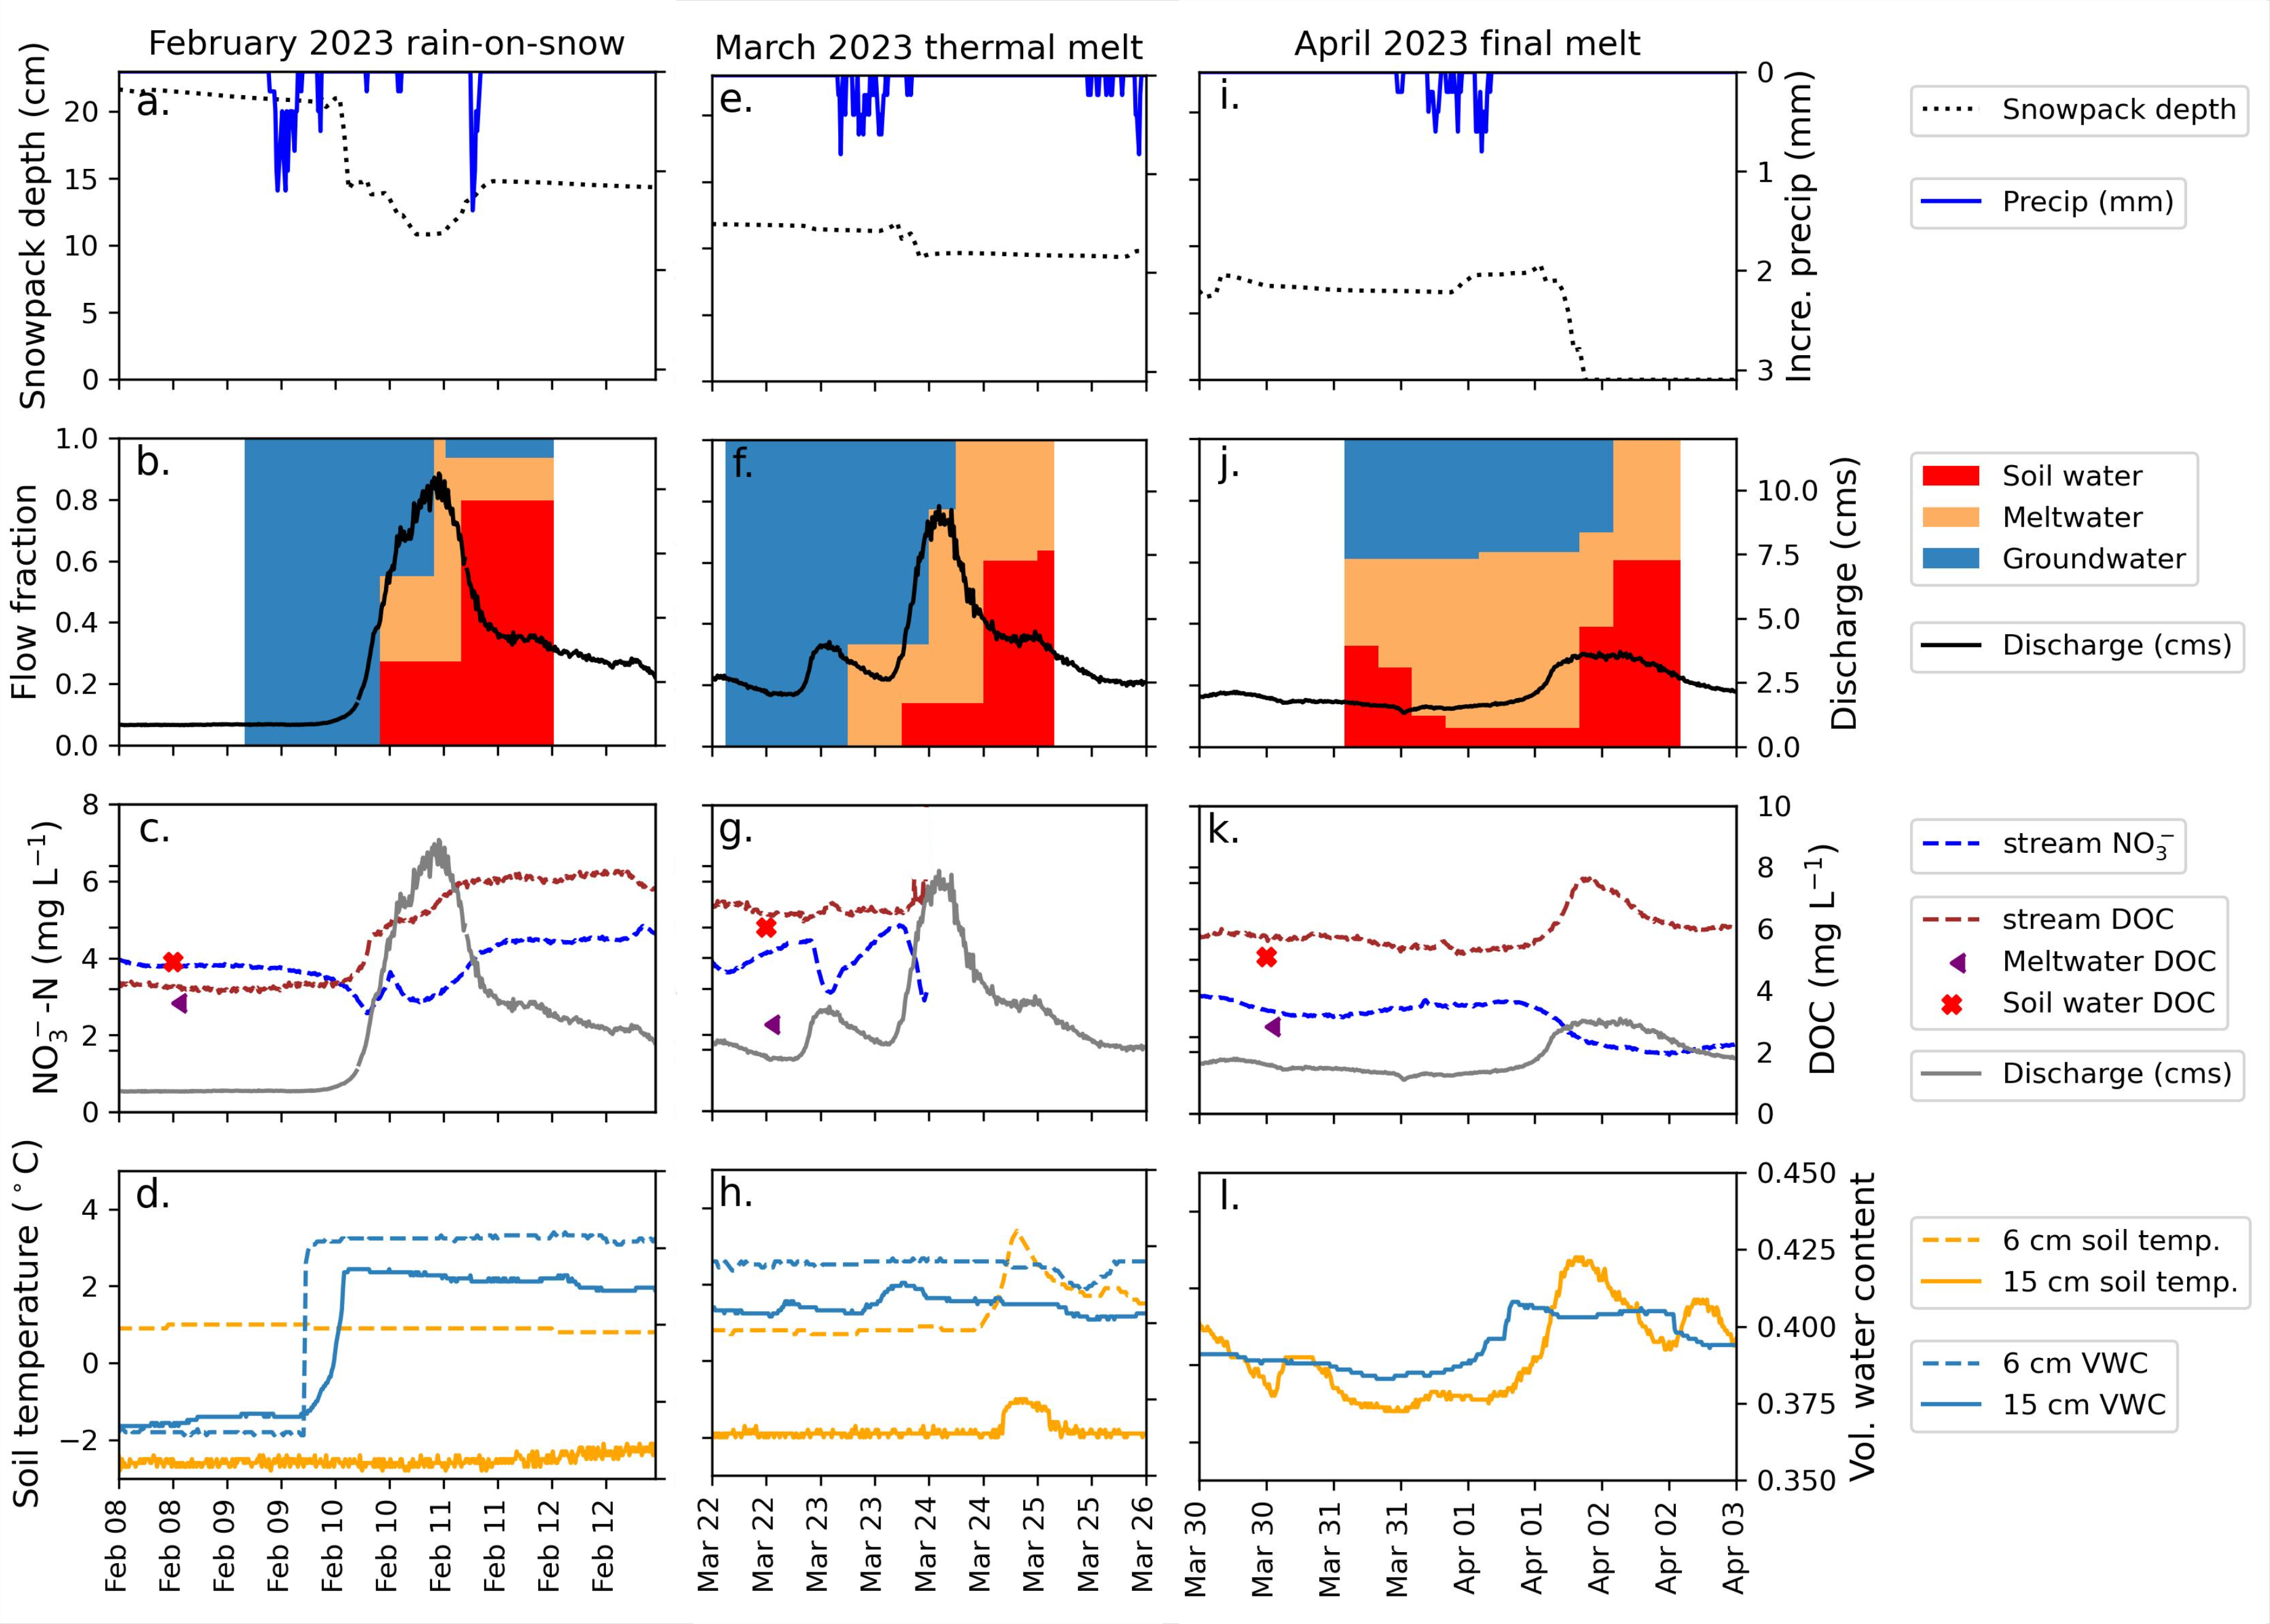 February 2023 rain-on-snow
March 2023 thermal melt
April 2023 final melt
Snowpack depth (cm)
20
15
10
5
0
a.
e.
i.
0
1
2
3
Incre. precip (mm)
Snowpack depth
Precip (mm)
Flow fraction
1.0
0.8
0.6
0.4
0.2
0.0
b.
f.
j.
10.0
7.5
5.0
2.5
0.0
Discharge (cms)
Soil water
Meltwater
Groundwater
Discharge (cms)
NO₃⁻-N (mg L⁻¹)
8
6
4
2
0
c.
g.
k.
10
8
6
4
2
0
DOC (mg L⁻¹)
stream NO₃⁻
stream DOC
Meltwater DOC
Soil water DOC
Discharge (cms)
Soil temperature (°C)
4
2
0
−2
d.
h.
l.
0.450
0.425
0.400
0.375
0.350
Vol. water content
6 cm soil temp.
15 cm soil temp.
6 cm VWC
15 cm VWC
Feb 08
Feb 08
Feb 09
Feb 09
Feb 10
Feb 10
Feb 11
Feb 11
Feb 12
Feb 12
Mar 22
Mar 22
Mar 23
Mar 23
Mar 24
Mar 24
Mar 25
Mar 25
Mar 26
Mar 30
Mar 30
Mar 31
Mar 31
Apr 01
Apr 01
Apr 02
Apr 02
Apr 03